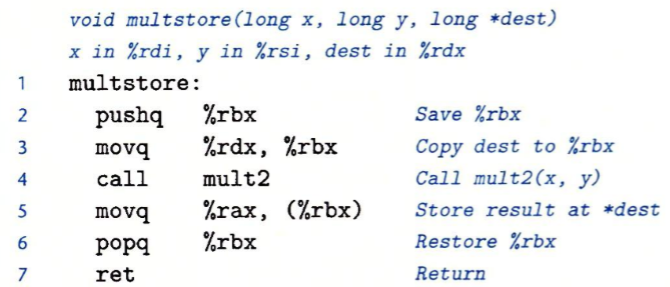 void multstore(long x, long y, long *dest)
x in %rdi, y in %rsi, dest in %rdx
1 multstore:
2 pushq %rbx Save %rbx
3 movq %rdx, %rbx Copy dest to %rbx
4 call mult2 Call mult2(x, y)
5 movq %rax, (%rbx) Store result at *dest
6 popq %rbx Restore %rbx
7 ret Return